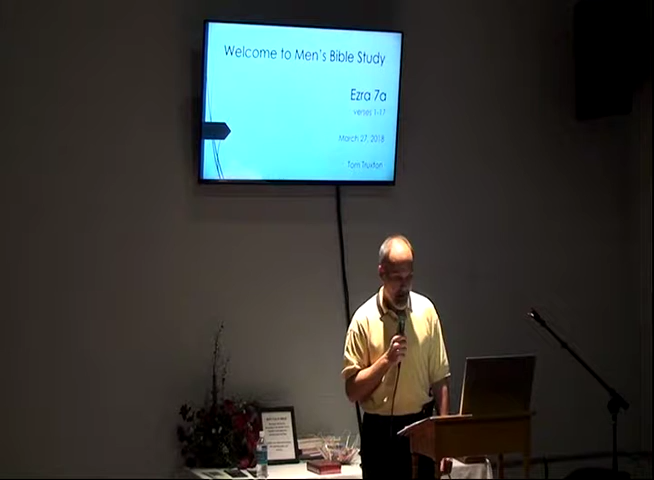 Welcome to Men's Bible Study
Ezra 7a
verses 1-17
March 27, 2018
Tom Truxton